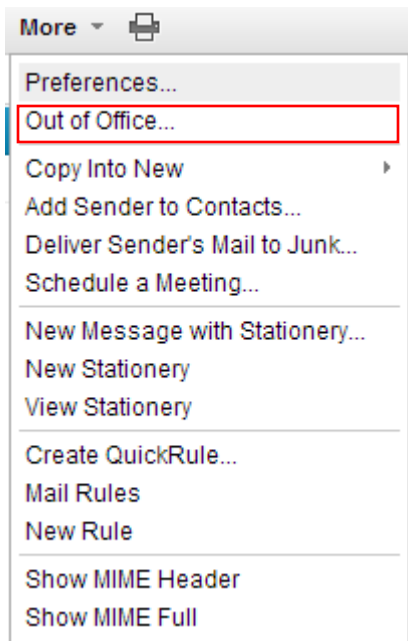 More
Preferences...
Out of Office...
Copy Into New
Add Sender to Contacts...
Deliver Sender's Mail to Junk...
Schedule a Meeting...
New Message with Stationery...
New Stationery
View Stationery
Create QuickRule...
Mail Rules
New Rule
Show MIME Header
Show MIME Full